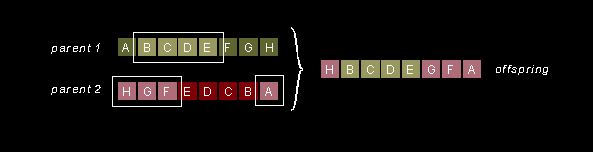 parent 1 A B C D E F G H
parent 2 H G F E D C B A
H B C D E G F A offspring